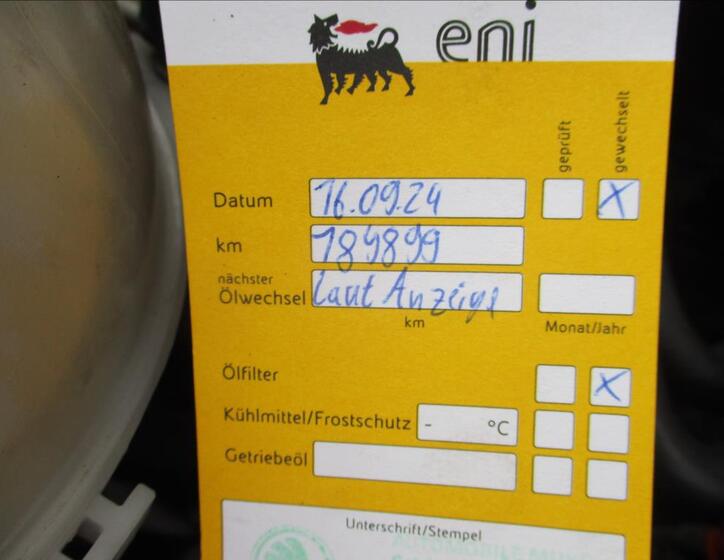 eni
geprüft gewechselt
Datum 16.09.24
km 189899
nächster
Ölwechsel laut Anzeige
km Monat/Jahr
Ölfilter
Kühlmittel/Frostschutz - °C
Getriebeöl
Unterschrift/Stempel